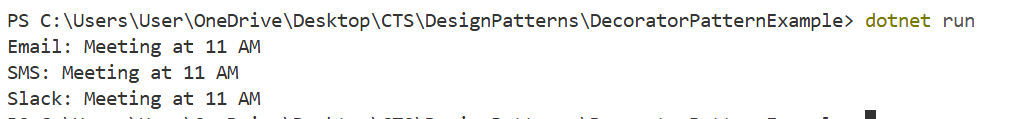 PS C:\Users\User\OneDrive\Desktop\CTS\DesignPatterns\DecoratorPatternExample> dotnet run
Email: Meeting at 11 AM
SMS: Meeting at 11 AM
Slack: Meeting at 11 AM